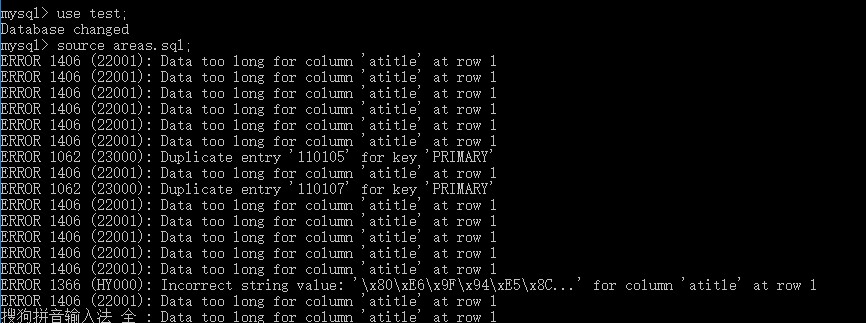 mysql> use test;
Database changed
mysql> source areas.sql;
ERROR 1406 (22001): Data too long for column 'atitle' at row 1
ERROR 1406 (22001): Data too long for column 'atitle' at row 1
ERROR 1406 (22001): Data too long for column 'atitle' at row 1
ERROR 1406 (22001): Data too long for column 'atitle' at row 1
ERROR 1406 (22001): Data too long for column 'atitle' at row 1
ERROR 1406 (22001): Data too long for column 'atitle' at row 1
ERROR 1062 (23000): Duplicate entry '110105' for key 'PRIMARY'
ERROR 1406 (22001): Data too long for column 'atitle' at row 1
ERROR 1062 (23000): Duplicate entry '110107' for key 'PRIMARY'
ERROR 1406 (22001): Data too long for column 'atitle' at row 1
ERROR 1406 (22001): Data too long for column 'atitle' at row 1
ERROR 1406 (22001): Data too long for column 'atitle' at row 1
ERROR 1406 (22001): Data too long for column 'atitle' at row 1
ERROR 1406 (22001): Data too long for column 'atitle' at row 1
ERROR 1366 (HY000): Incorrect string value: '\x80\xE6\x9F\x94\xE5\x8C...' for column 'atitle' at row 1
ERROR 1406 (22001): Data too long for column 'atitle' at row 1
搜狗拼音输入法 全 : Data too long for column 'atitle' at row 1